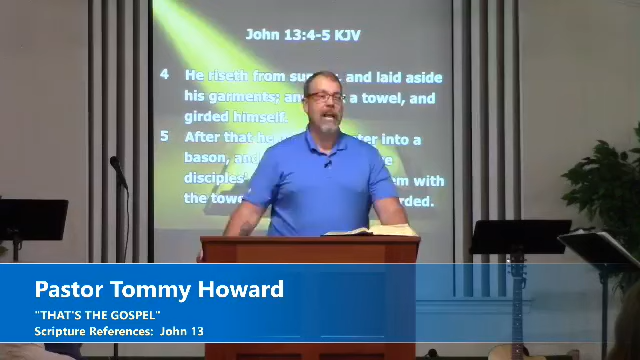 John 13:4-5 KJV
4 He riseth from and laid aside
his garments; a towel, and
girded himself.
5 After that he into a
bason, and
disciples' with
the
Pastor Tommy Howard
"THAT'S THE GOSPEL"
Scripture References: John 13